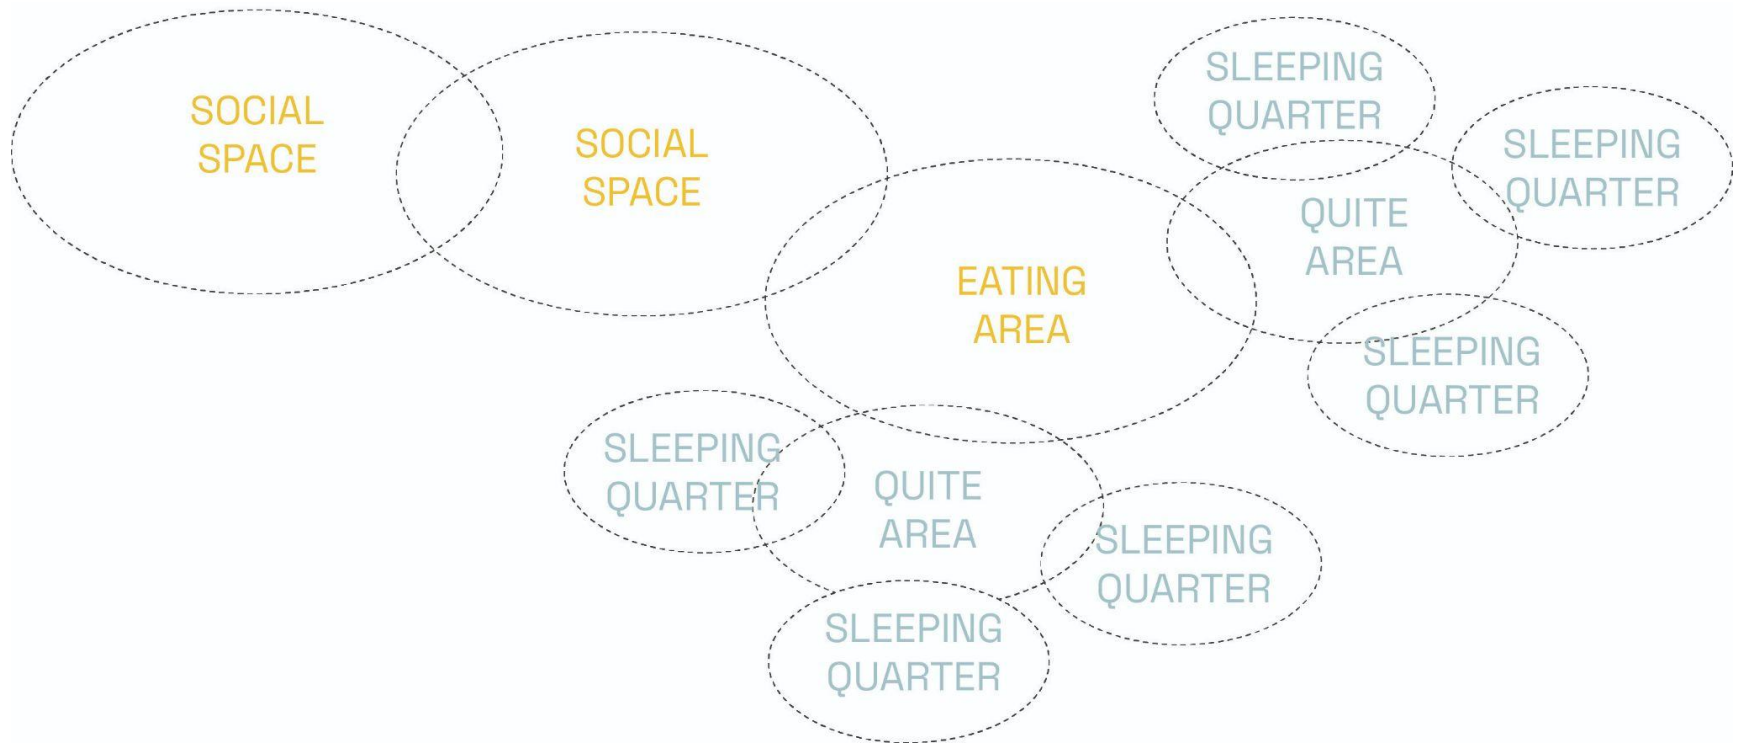 SOCIAL
SPACE
SOCIAL
SPACE
EATING
AREA
SLEEPING
QUARTER
SLEEPING
QUARTER
QUITE
AREA
SLEEPING
QUARTER
SLEEPING
QUARTER
QUITE
AREA
SLEEPING
QUARTER
SLEEPING
QUARTER